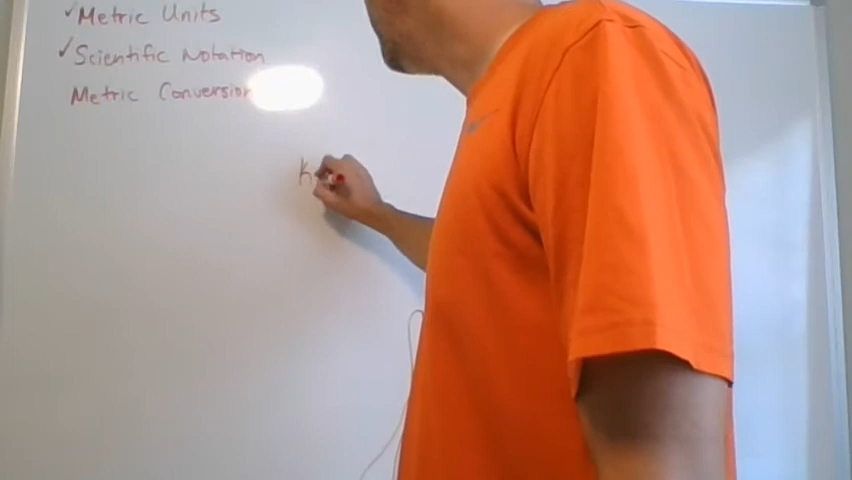 ✓Metric Units
✓Scientific Notation
Metric Conversion
K